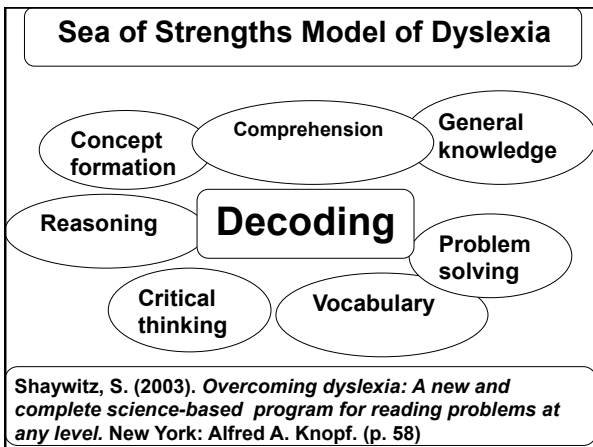 Sea of Strengths Model of Dyslexia
Concept
formation
Comprehension
General
knowledge
Reasoning
Decoding
Problem
solving
Critical
thinking
Vocabulary
Shaywitz, S. (2003). Overcoming dyslexia: A new and
complete science-based program for reading problems at
any level. New York: Alfred A. Knopf. (p. 58)